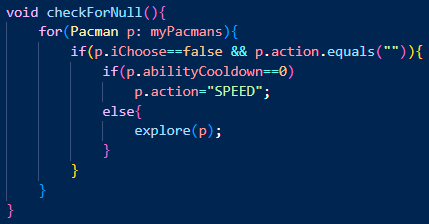 void checkForNull(){
    for(Pacman p: myPacmans){
        if(p.iChoose==false && p.action.equals("")){
            if(p.abilityCooldown==0)
                p.action="SPEED";
            else{
                explore(p);
            }
        }
    }
}